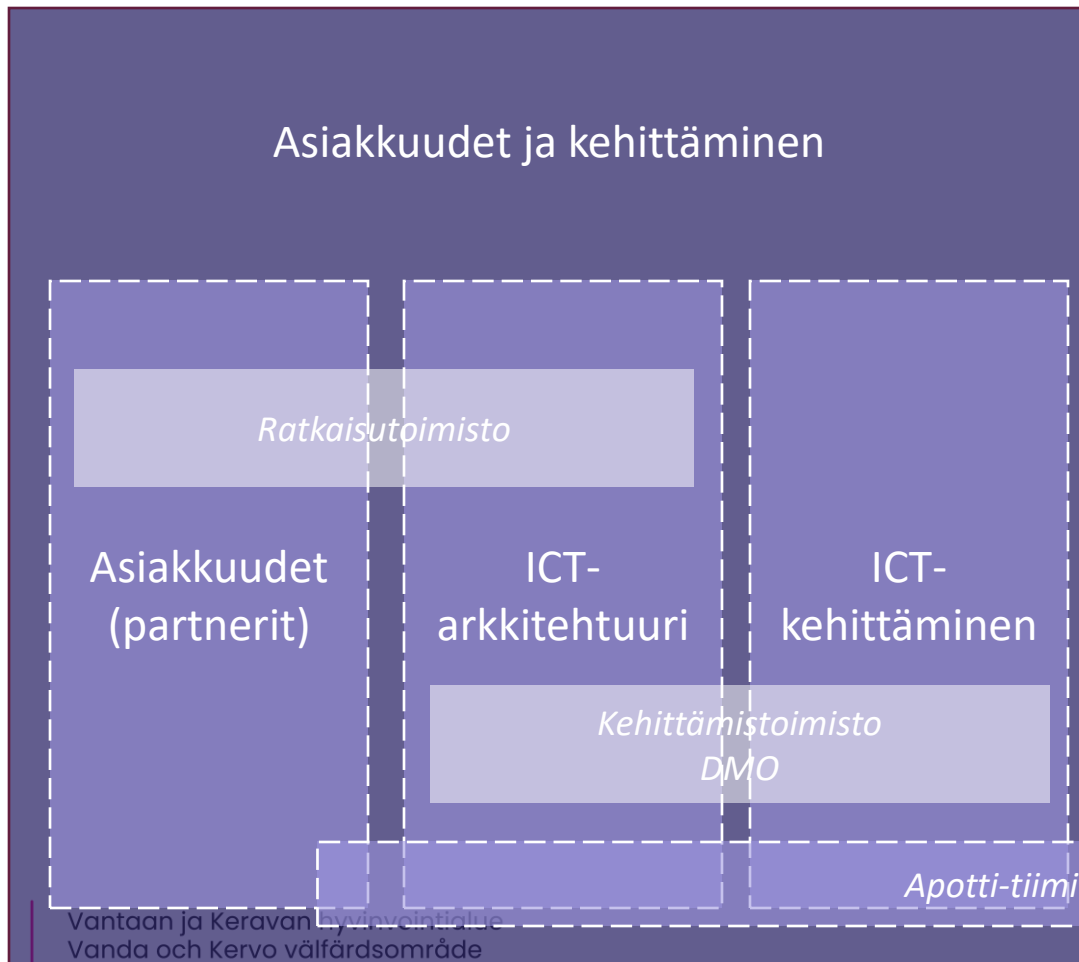 Asiakkuudet ja kehittäminen
Ratkaisutoimisto
Asiakkuudet
(partnerit)
ICT-
arkkitehtuuri
ICT-
kehittäminen
Kehittämistoimisto
DMO
Apotti-tiimi
Vantaan ja Keravan hyvinvointialue
Vanda och Kervo välfärdsområde